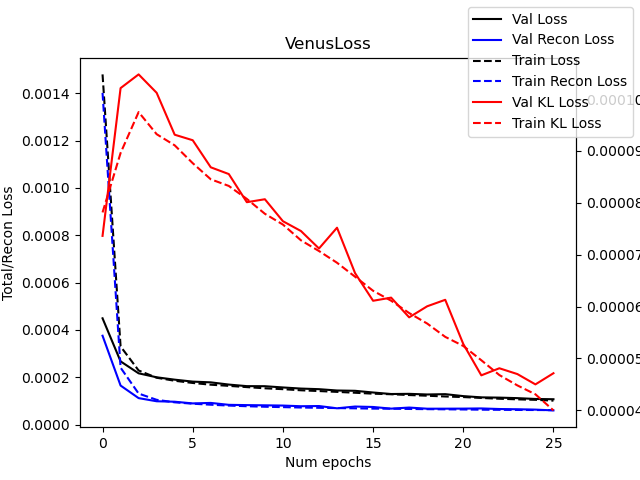 VenusLoss
Val Loss
Val Recon Loss
Train Loss
Train Recon Loss
Val KL Loss
Train KL Loss
Total/Recon Loss
0.0014
0.0012
0.0010
0.0008
0.0006
0.0004
0.0002
0.0000
0.00009
0.00008
0.00007
0.00006
0.00005
0.00004
0 5 10 15 20 25
Num epochs